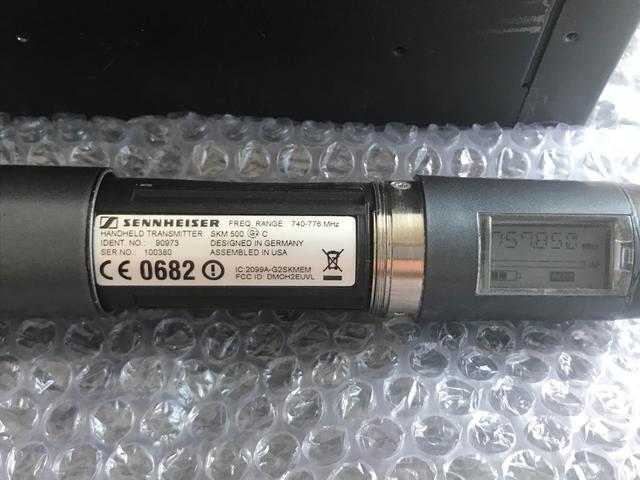 SENNHEISER FREQ. RANGE: 740-776 MHz
HANDHELD TRANSMITTER SKM 500 G2 C
IDENT. NO.: 90973 DESIGNED IN GERMANY
SER.NO.: 100380 ASSEMBLED IN USA
CE 0682
IC:2099A-G2SKMEM
FCC ID: DMOH2EUVL
757.850 MHz